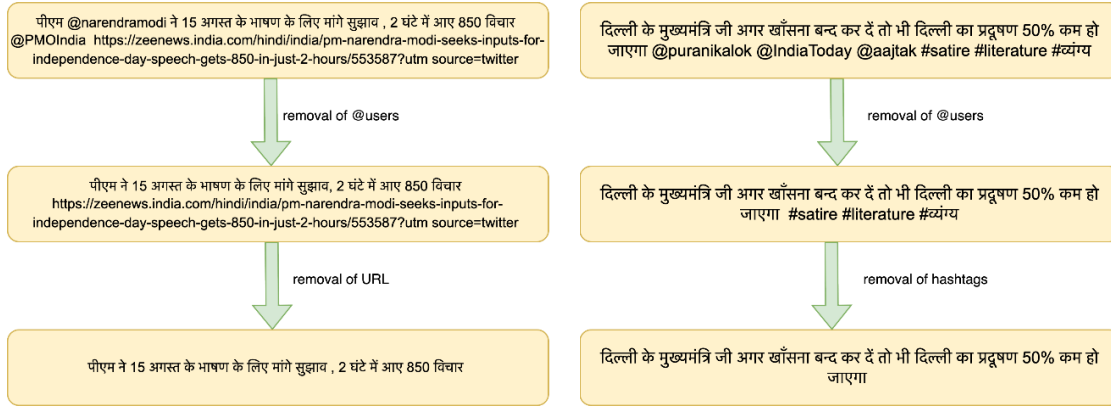 पीएम @narendramodi ने 15 अगस्त के भाषण के लिए मांगे सुझाव , 2 घंटे में आए 850 विचार
@PMOIndia https://zeenews.india.com/hindi/india/pm-narendra-modi-seeks-inputs-for-
independence-day-speech-gets-850-in-just-2-hours/553587?utm source=twitter
removal of @users
पीएम ने 15 अगस्त के भाषण के लिए मांगे सुझाव , 2 घंटे में आए 850 विचार
https://zeenews.india.com/hindi/india/pm-narendra-modi-seeks-inputs-for-
independence-day-speech-gets-850-in-just-2-hours/553587?utm source=twitter
removal of URL
पीएम ने 15 अगस्त के भाषण के लिए मांगे सुझाव , 2 घंटे में आए 850 विचार
दिल्ली के मुख्यमंत्रि जी अगर खाँसना बन्द कर दें तो भी दिल्ली का प्रदूषण 50% कम हो
जाएगा @puranikalok @IndiaToday @aajtak #satire #literature #व्यंग्य
removal of @users
दिल्ली के मुख्यमंत्रि जी अगर खाँसना बन्द कर दें तो भी दिल्ली का प्रदूषण 50% कम हो
जाएगा #satire #literature #व्यंग्य
removal of hashtags
दिल्ली के मुख्यमंत्रि जी अगर खाँसना बन्द कर दें तो भी दिल्ली का प्रदूषण 50% कम हो
जाएगा